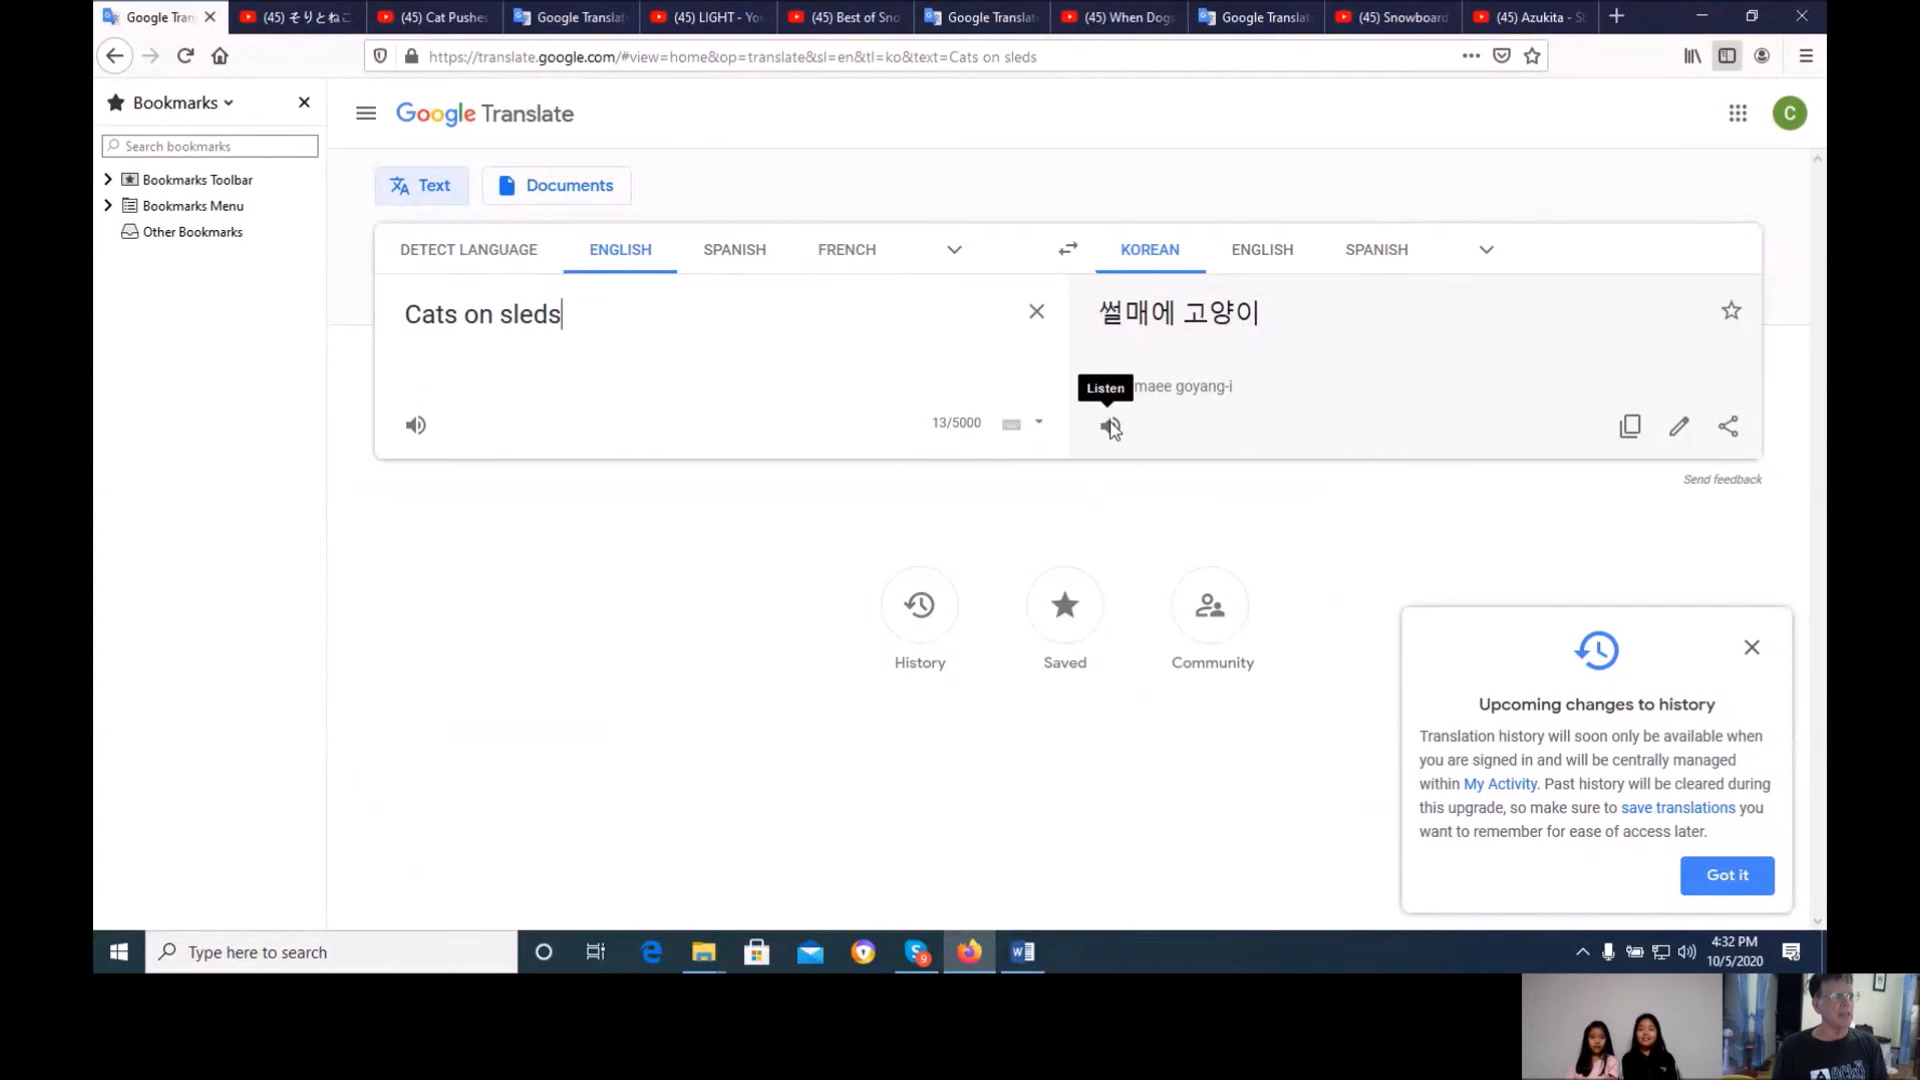 Google Tran
(45) そりとねこ
(45) Cat Pushes
Google Translat
(45) LIGHT - Yo
(45) Best of Sno
Google Translat
(45) When Dog
Google Translat
(45) Snowboard
(45) Azukita - S
https://translate.google.com/#view=home&op=translate&sl=en&tl=ko&text=Cats on sleds
Bookmarks
Google Translate
C
Search bookmarks
Bookmarks Toolbar
Bookmarks Menu
Other Bookmarks
Text
Documents
DETECT LANGUAGE
ENGLISH
SPANISH
FRENCH
KOREAN
ENGLISH
SPANISH
Cats on sleds
썰매에 고양이
Listen
maee goyang-i
13/5000
Send feedback
History
Saved
Community
Upcoming changes to history
Translation history will soon only be available when
you are signed in and will be centrally managed
within My Activity. Past history will be cleared during
this upgrade, so make sure to save translations you
want to remember for ease of access later.
Got it
Type here to search
9
4:32 PM
10/5/2020